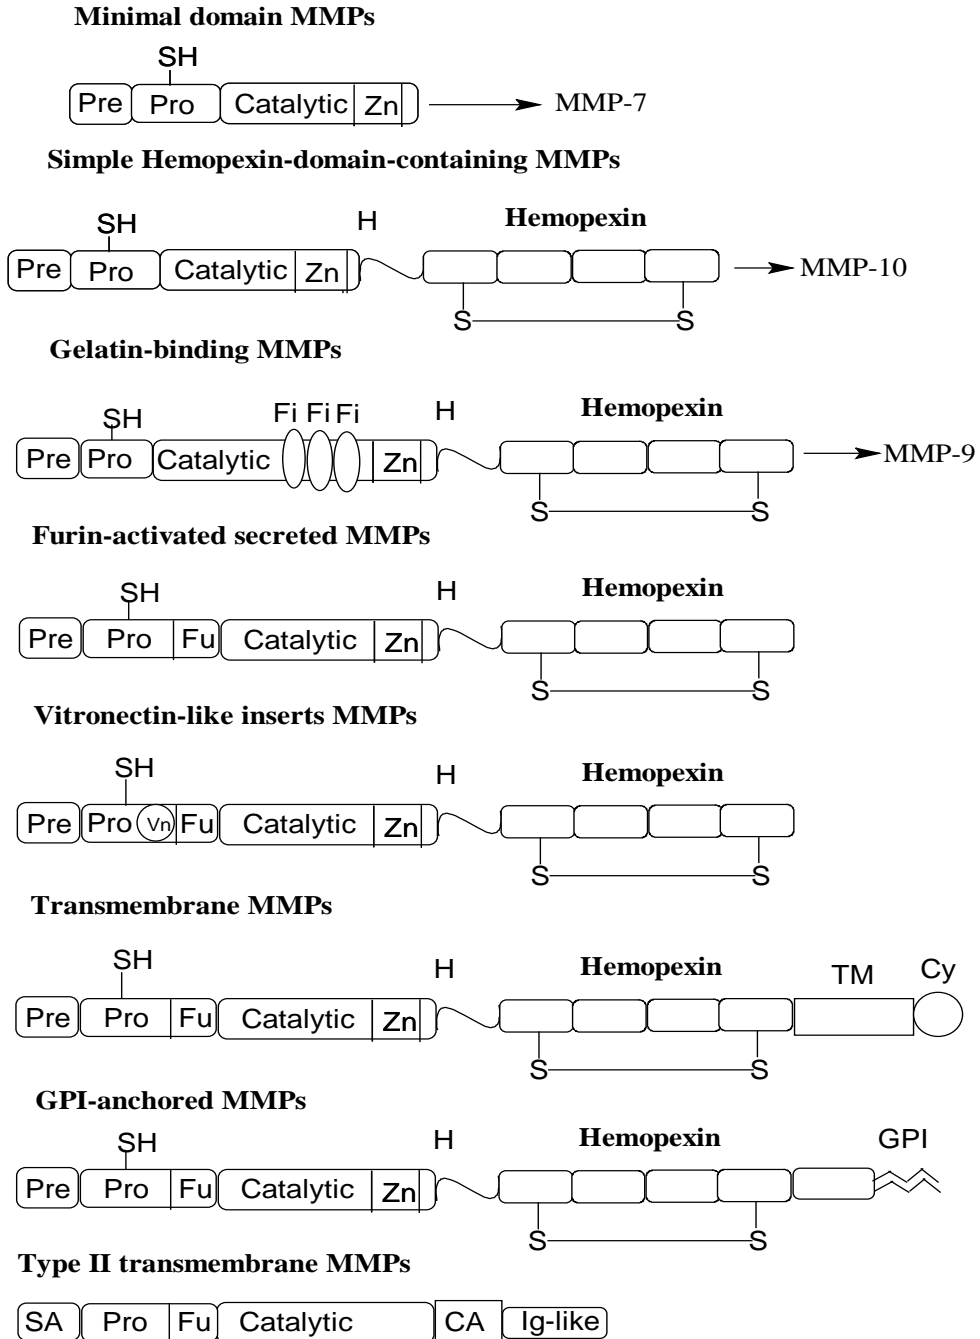 Minimal domain MMPs
SH
Pre Pro Catalytic Zn MMP-7
Simple Hemopexin-domain-containing MMPs
SH H Hemopexin
Pre Pro Catalytic Zn MMP-10
S S
Gelatin-binding MMPs
SH Fi Fi Fi H Hemopexin
Pre Pro Catalytic Zn MMP-9
S S
Furin-activated secreted MMPs
SH H Hemopexin
Pre Pro Fu Catalytic Zn
S S
Vitronectin-like inserts MMPs
SH H Hemopexin
Pre Pro Vn Fu Catalytic Zn
S S
Transmembrane MMPs
SH H Hemopexin TM Cy
Pre Pro Fu Catalytic Zn
S S
GPI-anchored MMPs
SH H Hemopexin GPI
Pre Pro Fu Catalytic Zn
S S
Type II transmembrane MMPs
SA Pro Fu Catalytic CA Ig-like